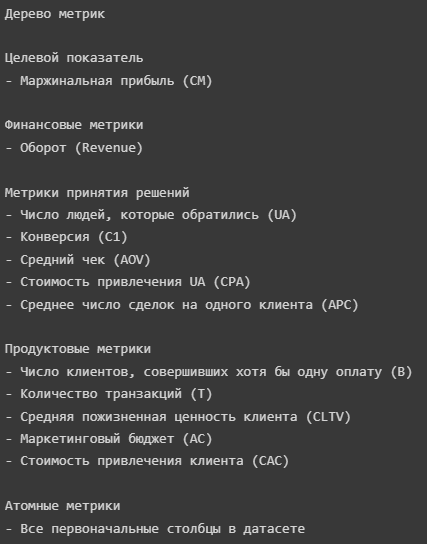 Дерево метрик
Целевой показатель
- Маржинальная прибыль (CM)
Финансовые метрики
- Оборот (Revenue)
Метрики принятия решений
- Число людей, которые обратились (UA)
- Конверсия (C1)
- Средний чек (AOV)
- Стоимость привлечения UA (CPA)
- Среднее число сделок на одного клиента (APC)
Продуктовые метрики
- Число клиентов, совершивших хотя бы одну оплату (B)
- Количество транзакций (T)
- Средняя пожизненная ценность клиента (CLTV)
- Маркетинговый бюджет (AC)
- Стоимость привлечения клиента (CAC)
Атомные метрики
- Все первоначальные столбцы в датасете